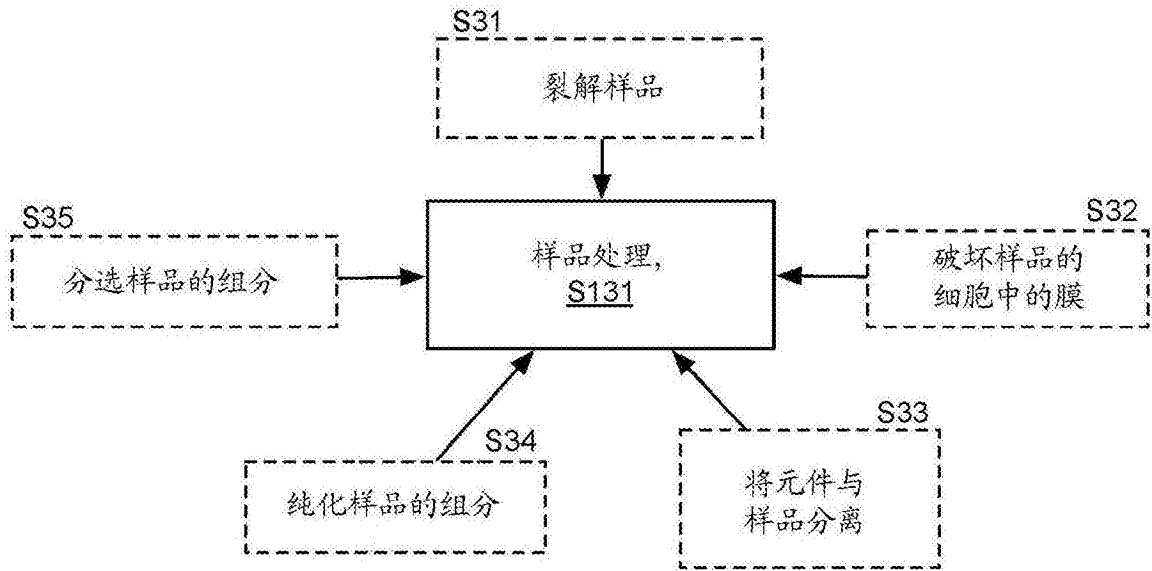 S31
裂解样品
S35
分选样品的组分
样品处理,
S131
S32
破坏样品的
细胞中的膜
S34
纯化样品的组分
S33
将元件与
样品分离